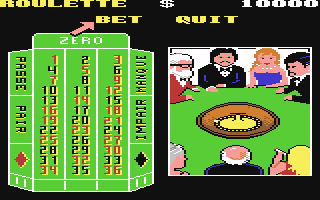 ROULETTE $ 10000
BET QUIT
ZERO
PASSE
PAIR
MANQUE
IMPAIR
1 2 3
4 5 6
7 8 9
10 11 12
13 14 15
16 17 18
19 20 21
22 23 24
25 26 27
28 29 30
31 32 33
34 35 36